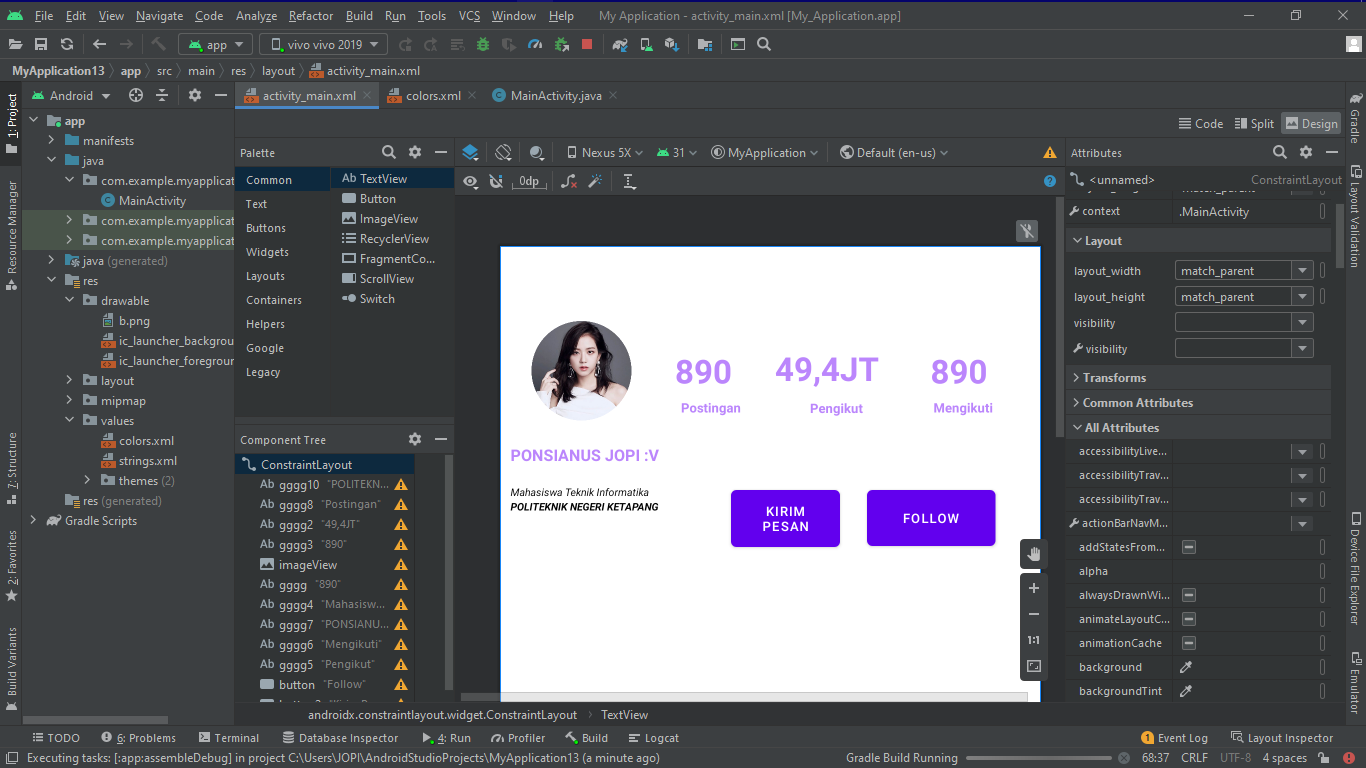 File Edit View Navigate Code Analyze Refactor Build Run Tools VCS Window Help My Application - activity_main.xml [My_Application.app]
app vivo vivo 2019
MyApplication13 app src main res layout activity_main.xml
Android activity_main.xml colors.xml MainActivity.java
Code Split Design
1: Project
Resource Manager
7: Structure
2: Favorites
Build Variants
app
manifests
java
com.example.myapplicat
MainActivity
com.example.myapplicat
com.example.myapplicat
java (generated)
res
drawable
b.png
ic_launcher_backgrou
ic_launcher_foregroun
layout
mipmap
values
colors.xml
strings.xml
themes (2)
res (generated)
Gradle Scripts
Palette
Common
Text
Buttons
Widgets
Layouts
Containers
Helpers
Google
Legacy
Ab TextView
Button
ImageView
RecyclerView
FragmentCo...
ScrollView
Switch
Component Tree
ConstraintLayout
Ab gggg10 "POLITEKN...
Ab gggg8 "Postingan"
Ab gggg2 "49,4JT"
Ab gggg3 "890"
imageView
Ab gggg "890"
Ab gggg4 "Mahasisw...
Ab gggg7 "PONSIANU...
Ab gggg6 "Mengikuti"
Ab gggg5 "Pengikut"
button "Follow"
Nexus 5X 31 MyApplication Default (en-us)
0dp
890 49,4JT 890
Postingan Pengikut Mengikuti
PONSIANUS JOPI :V
Mahasiswa Teknik Informatika
POLITEKNIK NEGERI KETAPANG
KIRIM
PESAN
FOLLOW
1:1
Attributes
<unnamed> ConstraintLayout
context .MainActivity
Layout
layout_width match_parent
layout_height match_parent
visibility
visibility
Transforms
Common Attributes
All Attributes
accessibilityLive...
accessibilityTrav...
accessibilityTrav...
actionBarNavM...
addStatesFrom...
alpha
alwaysDrawnWi...
animateLayoutC...
animationCache
background
backgroundTint
Gradle
Layout Validation
Device File Explorer
Emulator
androidx.constraintlayout.widget.ConstraintLayout TextView
TODO 6: Problems Terminal Database Inspector 4: Run Profiler Build Logcat 1 Event Log Layout Inspector
Executing tasks: [:app:assembleDebug] in project C:\Users\JOPI\AndroidStudioProjects\MyApplication13 (a minute ago) Gradle Build Running 68:37 CRLF UTF-8 4 spaces